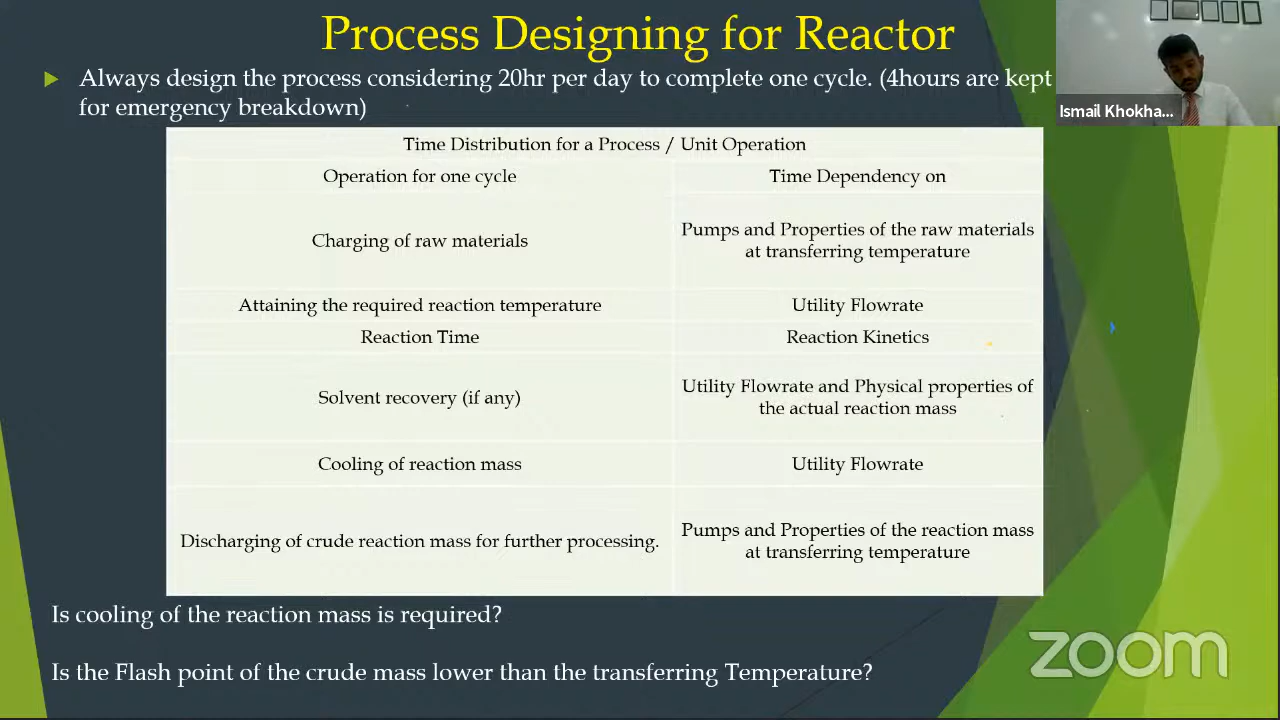 Process Designing for Reactor
Always design the process considering 20hr per day to complete one cycle. (4hours are kept
for emergency breakdown)
Ismail Khokha...
Time Distribution for a Process / Unit Operation
Operation for one cycle
Time Dependency on
Charging of raw materials
Pumps and Properties of the raw materials
at transferring temperature
Attaining the required reaction temperature
Utility Flowrate
Reaction Time
Reaction Kinetics
Solvent recovery (if any)
Utility Flowrate and Physical properties of
the actual reaction mass
Cooling of reaction mass
Utility Flowrate
Discharging of crude reaction mass for further processing.
Pumps and Properties of the reaction mass
at transferring temperature
Is cooling of the reaction mass is required?
Is the Flash point of the crude mass lower than the transferring Temperature?
zoom